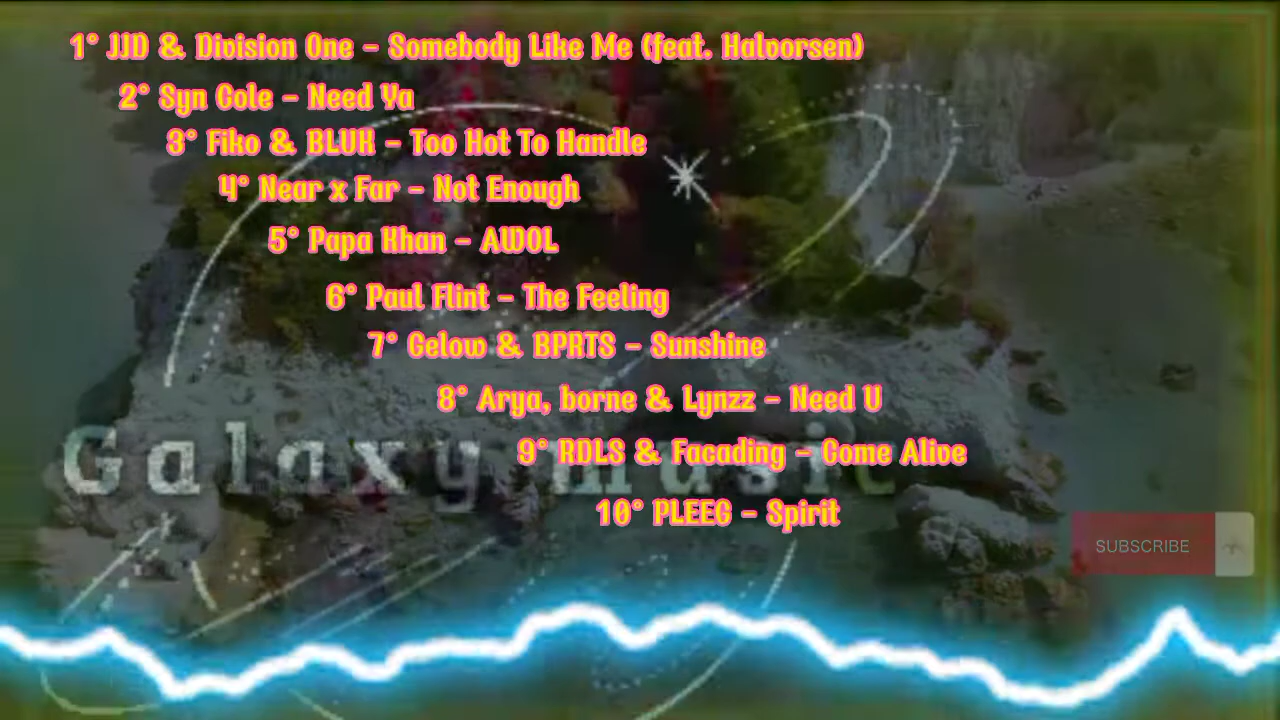 1° JJD & Division One - Somebody Like Me (feat. Halvorsen)
2° Syn Cole - Need Ya
3° Fiko & BLUK - Too Hot To Handle
4° Near x Far - Not Enough
5° Papa Khan - AWOL
6° Paul Flint - The Feeling
7° Gelow & BPRTS - Sunshine
8° Arya, borne & Lynzz - Need U
9° RDLS & Facading - Come Alive
Galaxy music
10° PLEEG - Spirit
SUBSCRIBE